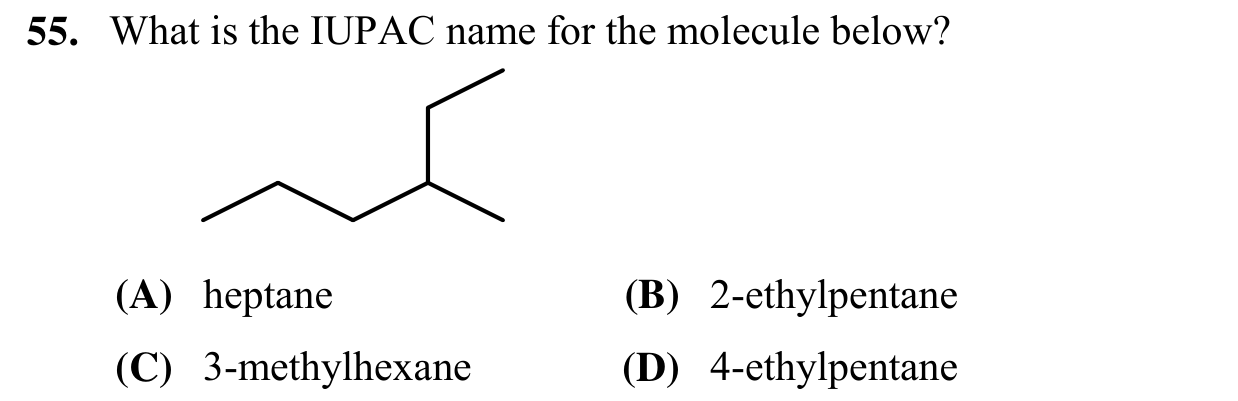 55. What is the IUPAC name for the molecule below?
(A) heptane (B) 2-ethylpentane
(C) 3-methylhexane (D) 4-ethylpentane